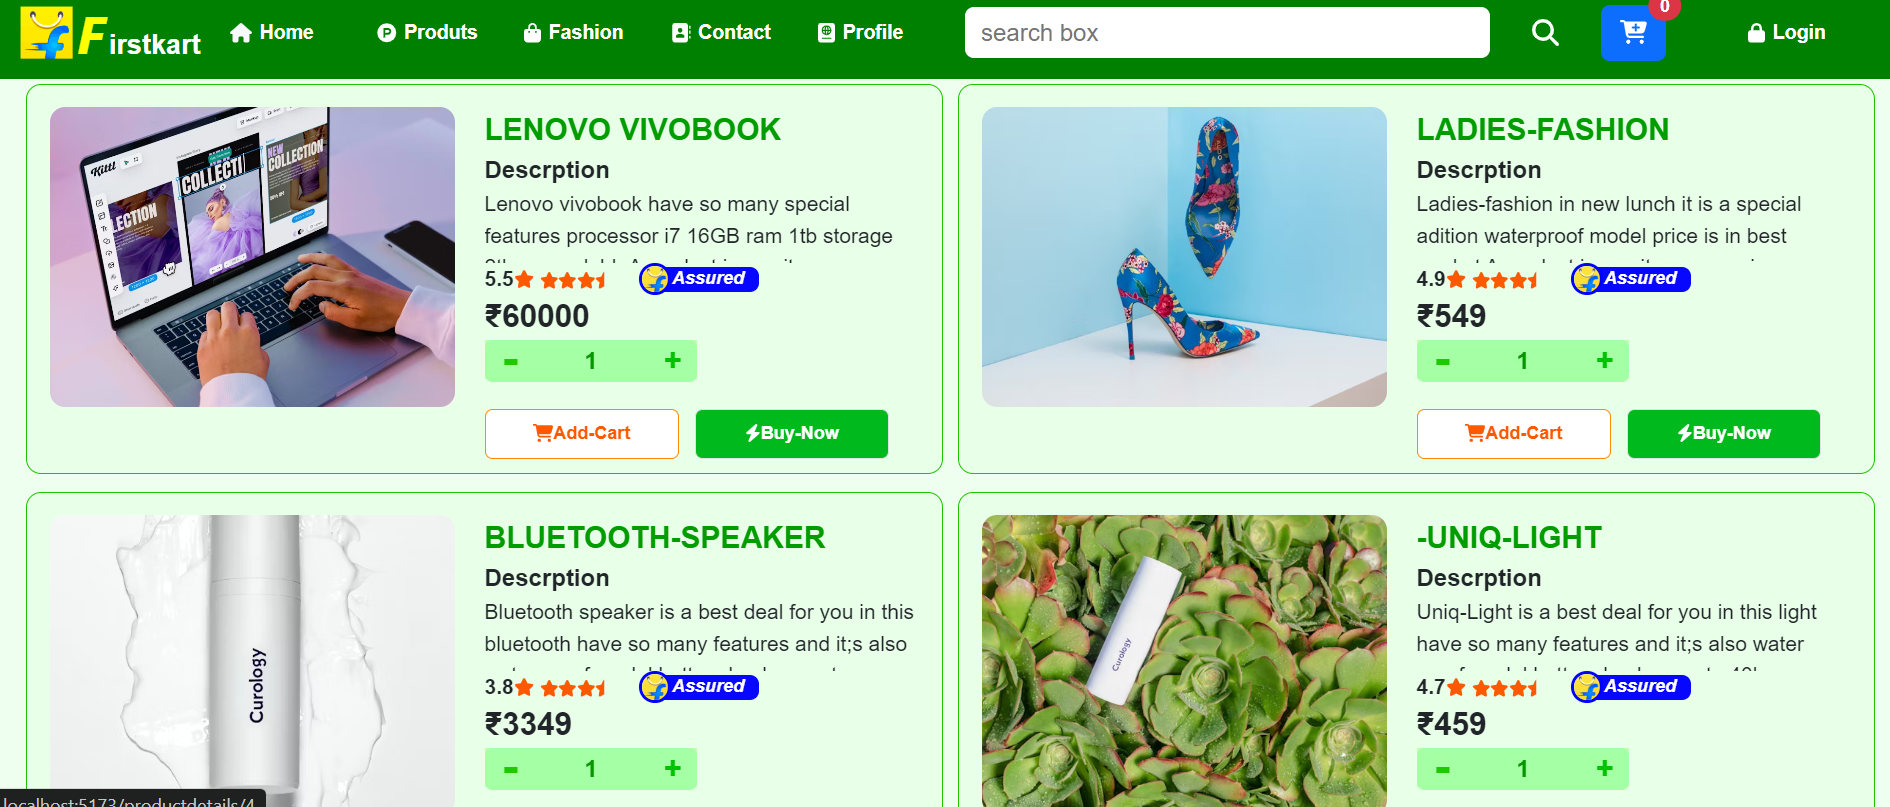 Firstkart
Home
Produts
Fashion
Contact
Profile
search box
0
Login
Kittl
COLLECTI
NEW
COLLECTION
LECTION
LENOVO VIVOBOOK
Descrption
Lenovo vivobook have so many special
features processor i7 16GB ram 1tb storage
5.5
Assured
₹60000
-
1
+
Add-Cart
Buy-Now
LADIES-FASHION
Descrption
Ladies-fashion in new lunch it is a special
adition waterproof model price is in best
4.9
Assured
₹549
-
1
+
Add-Cart
Buy-Now
Curology
BLUETOOTH-SPEAKER
Descrption
Bluetooth speaker is a best deal for you in this
bluetooth have so many features and it;s also
3.8
Assured
₹3349
-
1
+
Curology
-UNIQ-LIGHT
Descrption
Uniq-Light is a best deal for you in this light
have so many features and it;s also water
4.7
Assured
₹459
-
1
+
localhost:5173/productdetails/4